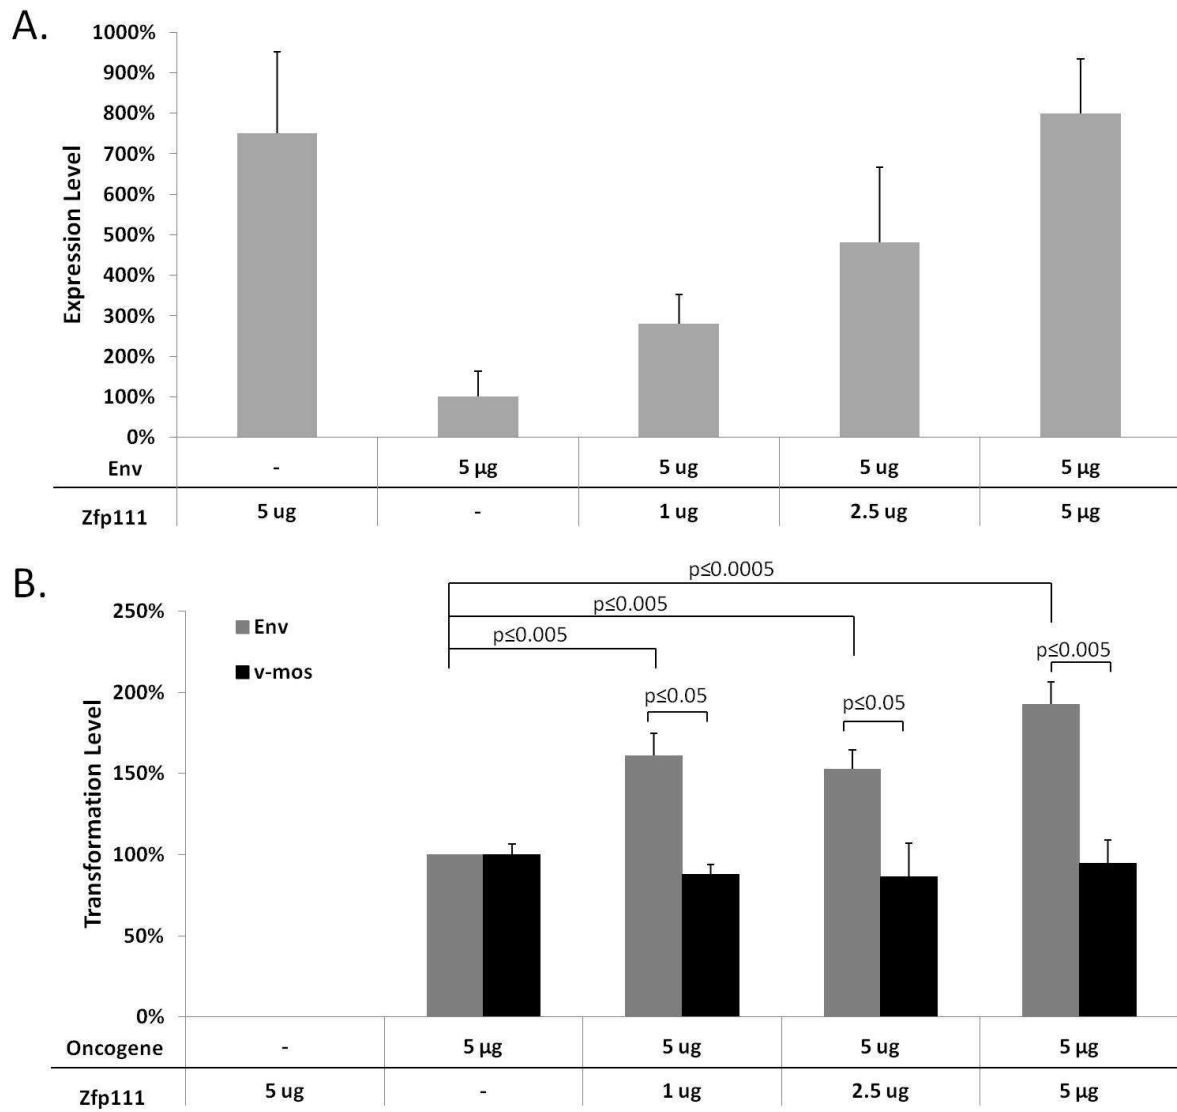 A.
1000%
900%
800%
700%
600%
500%
400%
300%
200%
100%
0%
Expression Level
Env - 5 µg 5 ug 5 ug 5 µg
Zfp111 5 ug - 1 ug 2.5 ug 5 µg
B.
p≤0.0005
p≤0.005
p≤0.005
p≤0.005
p≤0.05
p≤0.05
Env
v-mos
250%
200%
150%
100%
50%
0%
Transformation Level
Oncogene - 5 µg 5 ug 5 ug 5 µg
Zfp111 5 ug - 1 ug 2.5 ug 5 µg